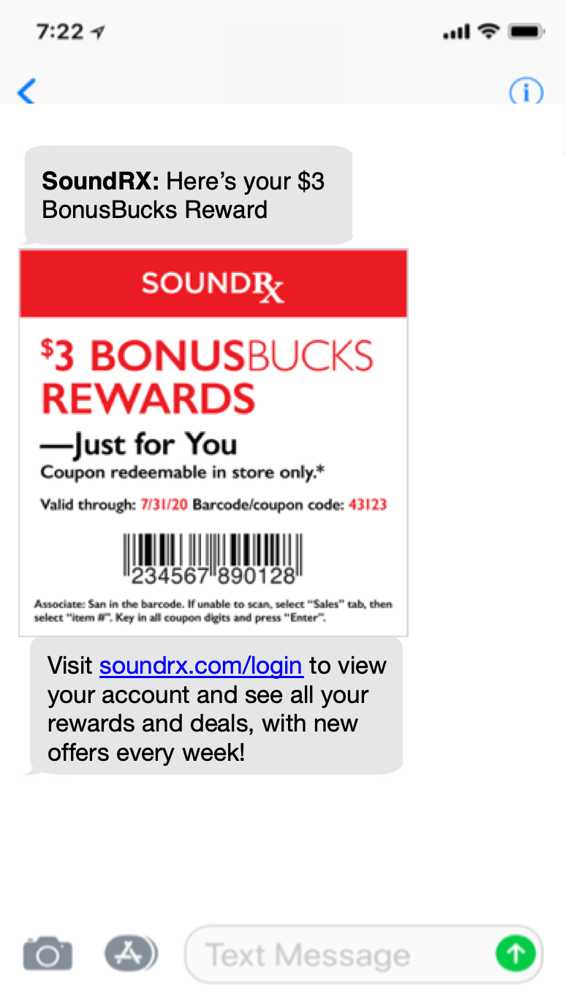 7:22
SoundRX: Here's your $3
BonusBucks Reward
SOUNDRx
$3 BONUSBUCKS
REWARDS
—Just for You
Coupon redeemable in store only.*
Valid through: 7/31/20 Barcode/coupon code: 43123
234567 890128
Associate: San in the barcode. If unable to scan, select "Sales" tab, then
select "item #". Key in all coupon digits and press "Enter".
Visit soundrx.com/login to view
your account and see all your
rewards and deals, with new
offers every week!
Text Message